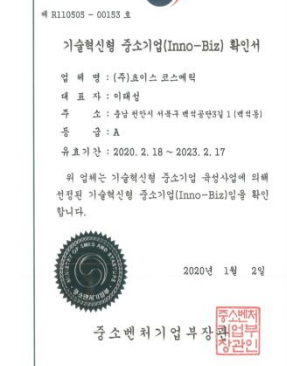 제 R110503 - 00153 호
기술혁신형 중소기업(Inno-Biz) 확인서
업 체 명 : (주)쵸이스 코스메틱
대 표 자 : 이대성
주 소 : 충남 천안시 서북구 백석공단3길 1 (백석동)
등 급 : A
유효기간 : 2020. 2. 18 ~ 2023. 2. 17
위 업체는 기술혁신형 중소기업 육성사업에 의해
선정된 기술혁신형 중소기업(Inno-Biz)임을 확인
합니다.
2020년 1월 2일
중소벤처기업부장관